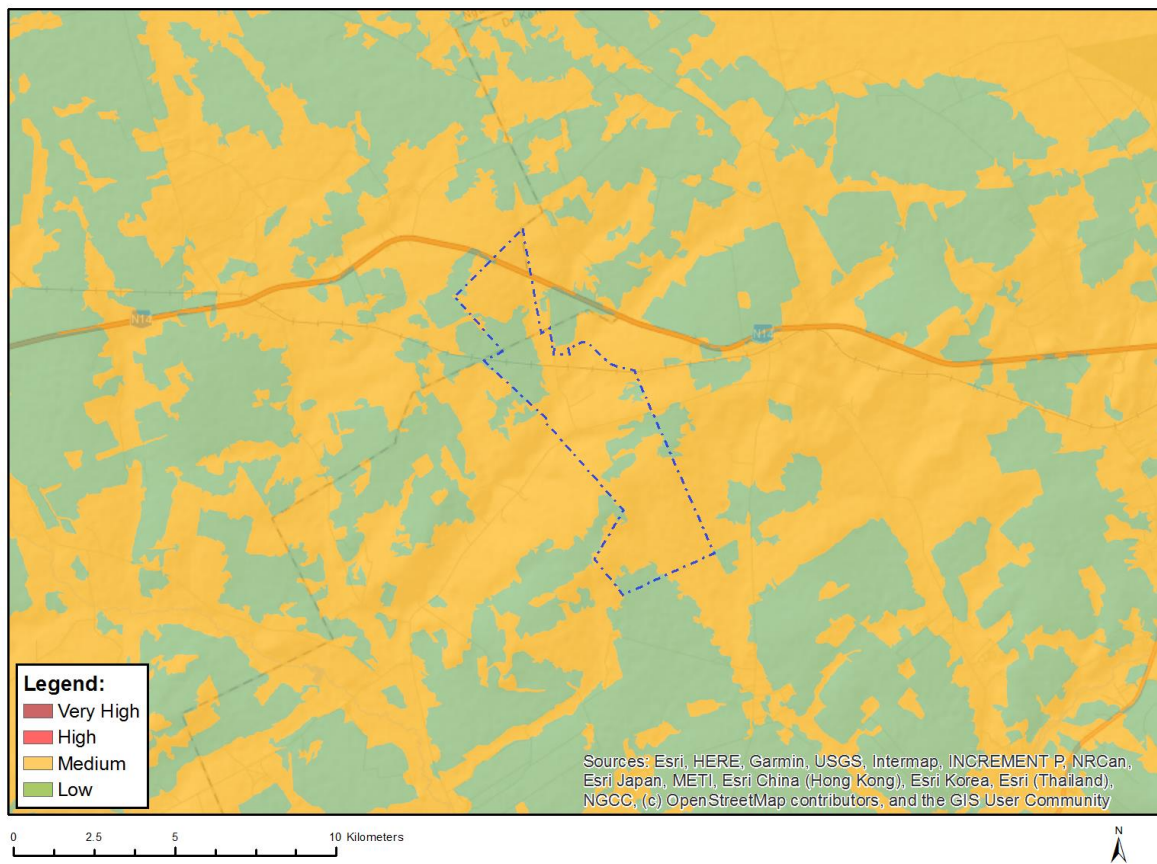 N14
N14
Legend:
Very High
High
Medium
Low
Sources: Esri, HERE, Garmin, USGS, Intermap, INCREMENT P, NRCan,
Esri Japan, METI, Esri China (Hong Kong), Esri Korea, Esri (Thailand),
NGCC, (c) OpenStreetMap contributors, and the GIS User Community
0 2.5 5 10 Kilometers
N